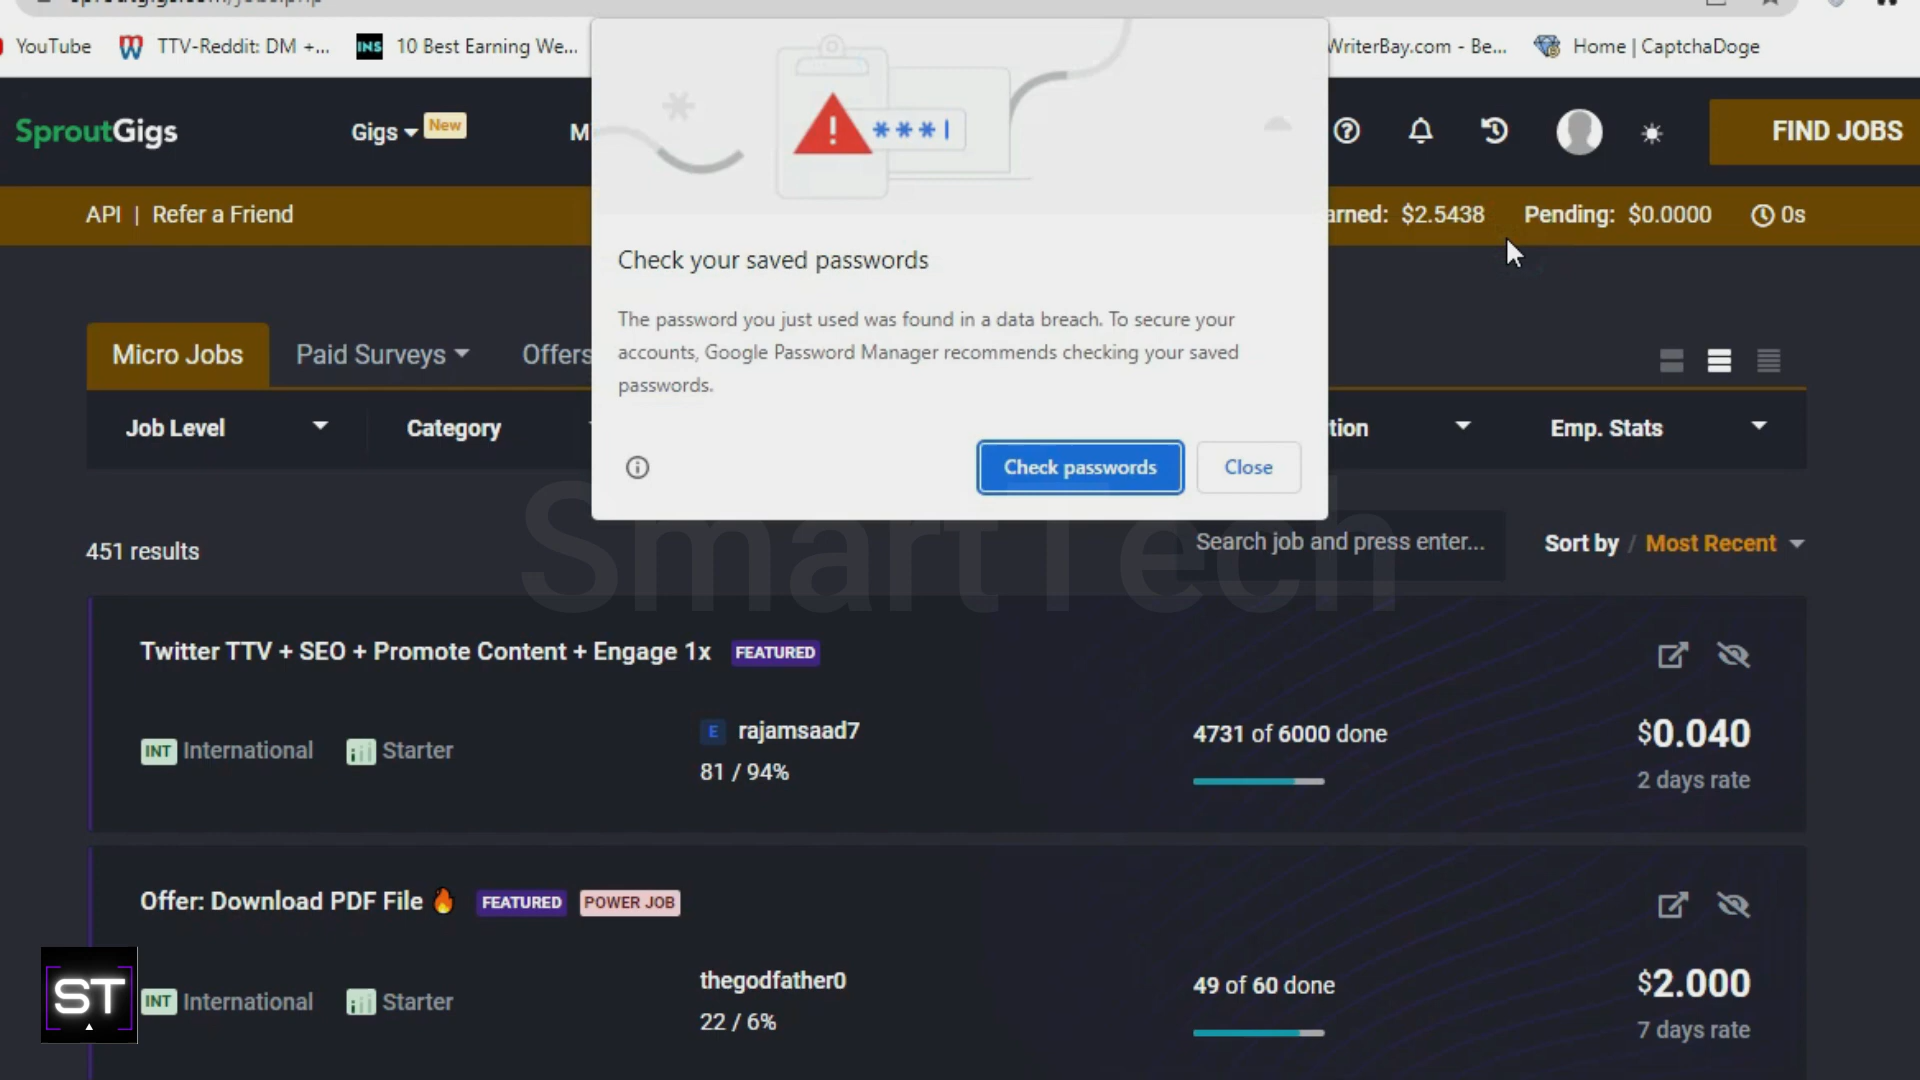 YouTube
TTV-Reddit: DM +...
INS
10 Best Earning We...
WriterBay.com - Be...
Home | CaptchaDoge
SproutGigs
Gigs
New
FIND JOBS
API | Refer a Friend
arned: $2.5438
Pending: $0.0000
0s
***|
Check your saved passwords
The password you just used was found in a data breach. To secure your
accounts, Google Password Manager recommends checking your saved
passwords.
Check passwords
Close
Micro Jobs
Paid Surveys
Offers
Job Level
Category
tion
Emp. Stats
SmartTech
451 results
Search job and press enter...
Sort by / Most Recent
Twitter TTV + SEO + Promote Content + Engage 1x
FEATURED
INT International
Starter
E rajamsaad7
81 / 94%
4731 of 6000 done
$0.040
2 days rate
Offer: Download PDF File
FEATURED
POWER JOB
ST
INT International
Starter
thegodfather0
22 / 6%
49 of 60 done
$2.000
7 days rate